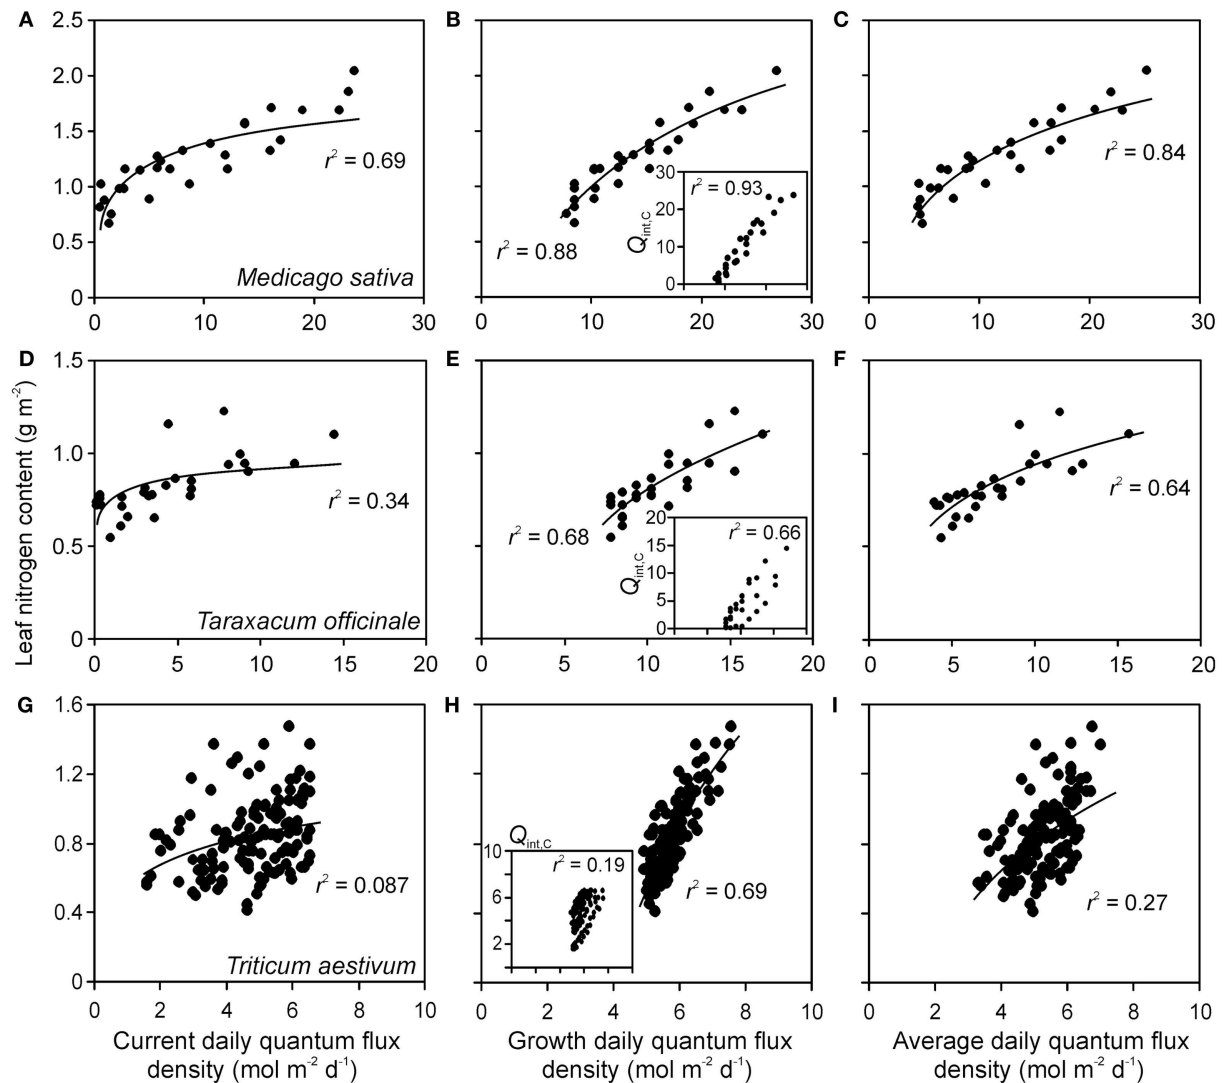 A
B
C
2.5
2.0
1.5
1.0
0.5
0
r² = 0.69
Medicago sativa
0 10 20 30
r² = 0.88
r² = 0.93
Qint,C
30
20
10
0
0 10 20 30
r² = 0.84
0 10 20 30
D
E
F
Leaf nitrogen content (g m⁻²)
1.5
1.0
0.5
0
r² = 0.34
Taraxacum officinale
0 5 10 15 20
r² = 0.68
r² = 0.66
Qint,C
20
15
10
5
0
0 5 10 15 20
r² = 0.64
0 5 10 15 20
G
H
I
1.6
1.2
0.8
0.4
0
r² = 0.087
Triticum aestivum
0 2 4 6 8 10
Qint,C
10
r² = 0.19
6
4
2
r² = 0.69
0 2 4 6 8 10
r² = 0.27
0 2 4 6 8 10
Current daily quantum flux
density (mol m⁻² d⁻¹)
Growth daily quantum flux
density (mol m⁻² d⁻¹)
Average daily quantum flux
density (mol m⁻² d⁻¹)